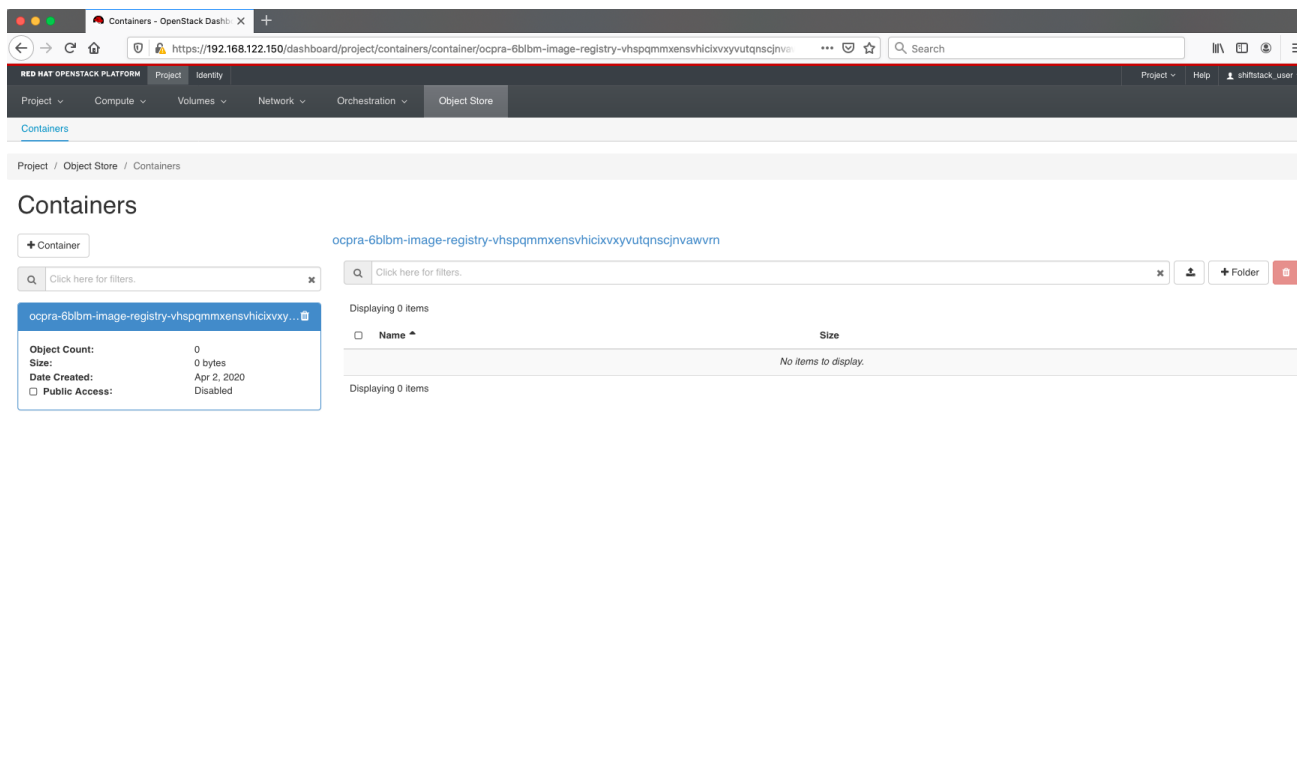 Containers - OpenStack Dashb
https://192.168.122.150/dashboard/project/containers/container/ocpra-6blbm-image-registry-vhspqmmxensvhicixvxyvutqnscjnva
Search
RED HAT OPENSTACK PLATFORM Project Identity Project Help shiftstack_user
Project Compute Volumes Network Orchestration Object Store
Containers
Project / Object Store / Containers
Containers
+ Container
ocpra-6blbm-image-registry-vhspqmmxensvhicixvxyvutqnscjnvawvrn
Click here for filters.
Click here for filters.
+ Folder
ocpra-6blbm-image-registry-vhspqmmxensvhicixvxy...
Object Count: 0
Size: 0 bytes
Date Created: Apr 2, 2020
Public Access: Disabled
Displaying 0 items
Name Size
No items to display.
Displaying 0 items